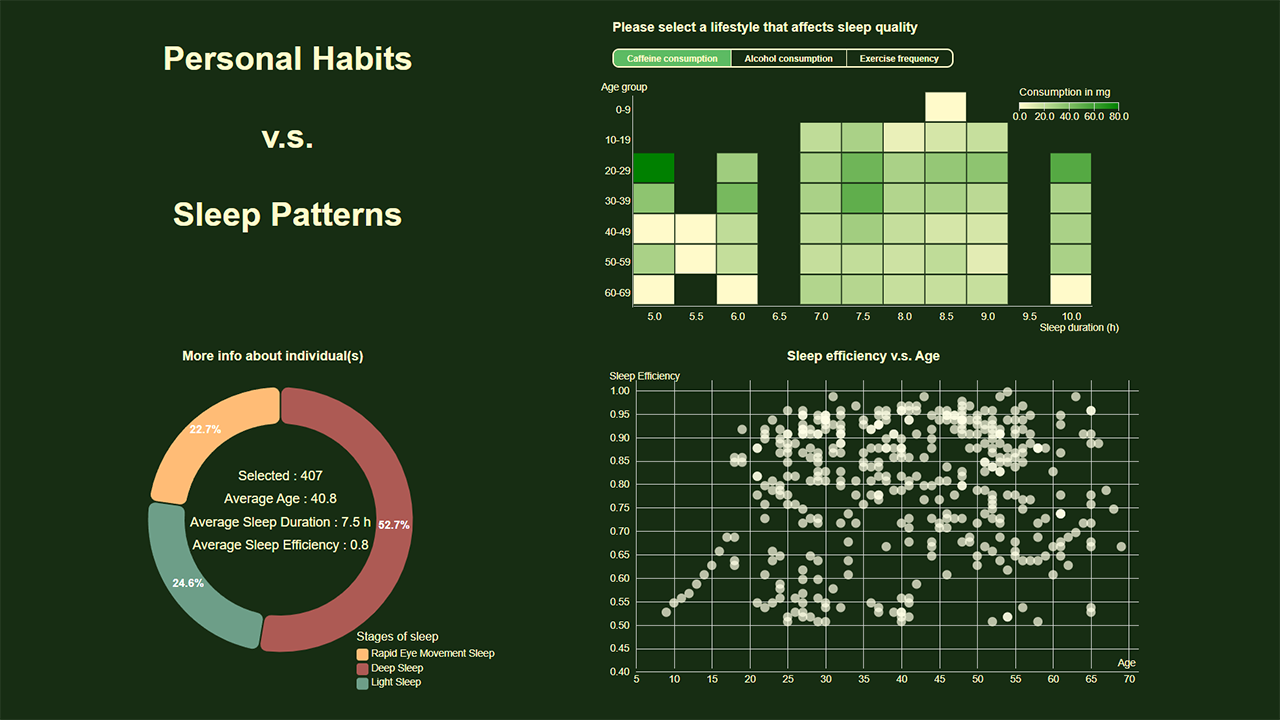 Personal Habits
v.s.
Sleep Patterns
Please select a lifestyle that affects sleep quality
Caffeine consumption Alcohol consumption Exercise frequency
Age group
Consumption in mg
0.0 20.0 40.0 60.0 80.0
0-9
10-19
20-29
30-39
40-49
50-59
60-69
5.0 5.5 6.0 6.5 7.0 7.5 8.0 8.5 9.0 9.5 10.0
Sleep duration (h)
More info about individual(s)
22.7%
52.7%
24.6%
Selected : 407
Average Age : 40.8
Average Sleep Duration : 7.5 h
Average Sleep Efficiency : 0.8
Stages of sleep
Rapid Eye Movement Sleep
Deep Sleep
Light Sleep
Sleep efficiency v.s. Age
Sleep Efficiency
1.00
0.95
0.90
0.85
0.80
0.75
0.70
0.65
0.60
0.55
0.50
0.45
0.40
Age
5 10 15 20 25 30 35 40 45 50 55 60 65 70